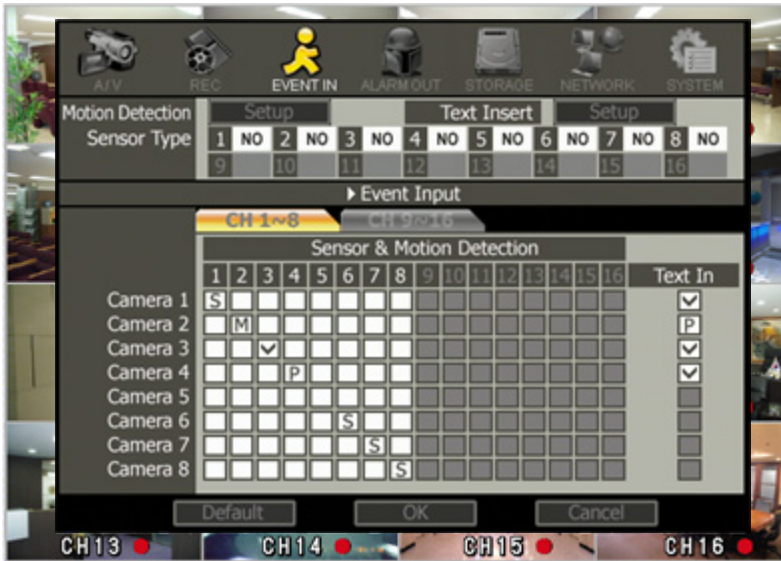 A/V REC EVENT IN ALARM OUT STORAGE NETWORK SYSTEM
Motion Detection Setup Text Insert Setup
Sensor Type 1 NO 2 NO 3 NO 4 NO 5 NO 6 NO 7 NO 8 NO
9 10 11 12 13 14 15 16
Event Input
CH 1~8 CH 9~16
Sensor & Motion Detection
1 2 3 4 5 6 7 8 9 10 11 12 13 14 15 16 Text In
Camera 1 S
Camera 2 M P
Camera 3
Camera 4 P
Camera 5
Camera 6 S
Camera 7 S
Camera 8 S
Default OK Cancel
CH13 CH14 CH15 CH16